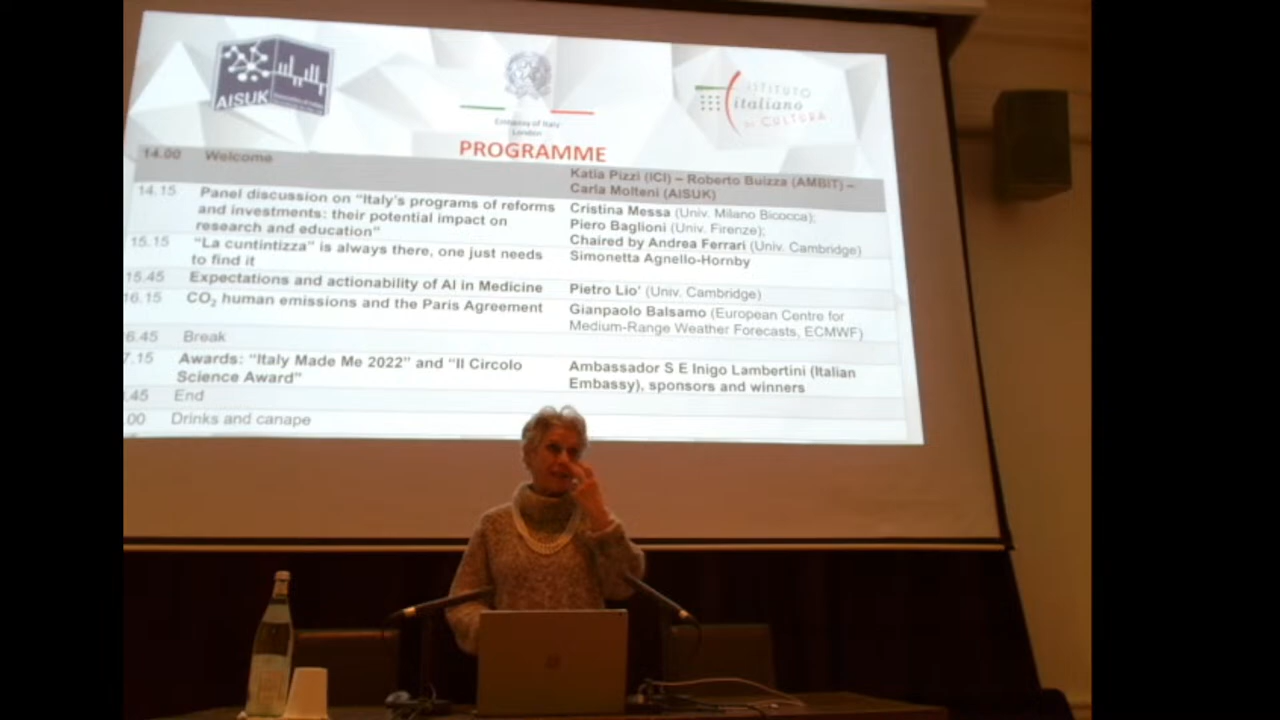 AISUK
Embassy of Italy
London
ISTITUTO
italiano
DI CULTURA
PROGRAMME
14.00 Welcome
Katia Pizzi (ICI) – Roberto Buizza (AMBIT) –
Carla Molteni (AISUK)
14.15 Panel discussion on "Italy's programs of reforms
and investments: their potential impact on
research and education"
Cristina Messa (Univ. Milano Bicocca);
Piero Baglioni (Univ. Firenze);
Chaired by Andrea Ferrari (Univ. Cambridge)
15.15 "La cuntintizza" is always there, one just needs
to find it
Simonetta Agnello-Hornby
15.45 Expectations and actionability of AI in Medicine
Pietro Lio' (Univ. Cambridge)
16.15 CO₂ human emissions and the Paris Agreement
Gianpaolo Balsamo (European Centre for
Medium-Range Weather Forecasts, ECMWF)
6.45 Break
7.15 Awards: "Italy Made Me 2022" and "Il Circolo
Science Award"
Ambassador S E Inigo Lambertini (Italian
Embassy), sponsors and winners
45 End
00 Drinks and canape